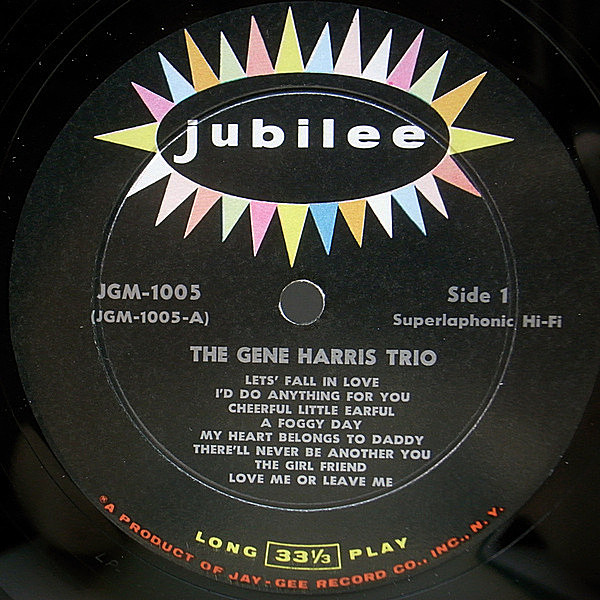 jubilee
JGM-1005
(JGM-1005-A)
Side 1
Superlaphonic Hi-Fi
THE GENE HARRIS TRIO
LETS' FALL IN LOVE
I'D DO ANYTHING FOR YOU
CHEERFUL LITTLE EARFUL
A FOGGY DAY
MY HEART BELONGS TO DADDY
THERE'LL NEVER BE ANOTHER YOU
THE GIRL FRIEND
LOVE ME OR LEAVE ME
LONG 33⅓ PLAY
A PRODUCT OF JAY-GEE RECORD CO., INC., N. Y.